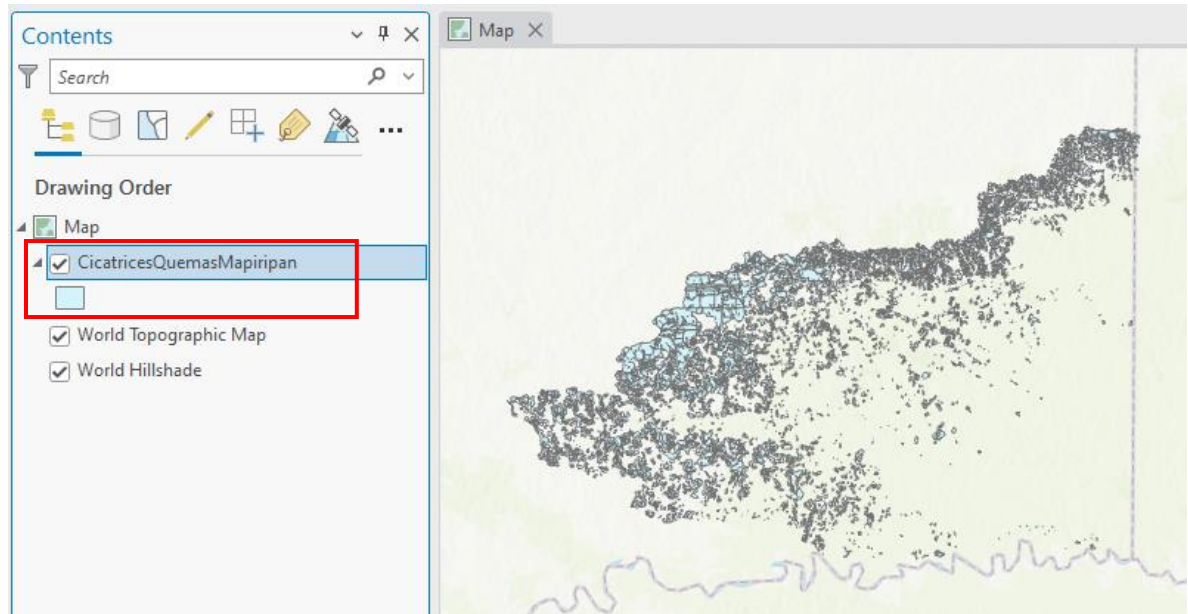 Contents
Map
Search
Drawing Order
Map
CicatricesQuemasMapiripan
World Topographic Map
World Hillshade